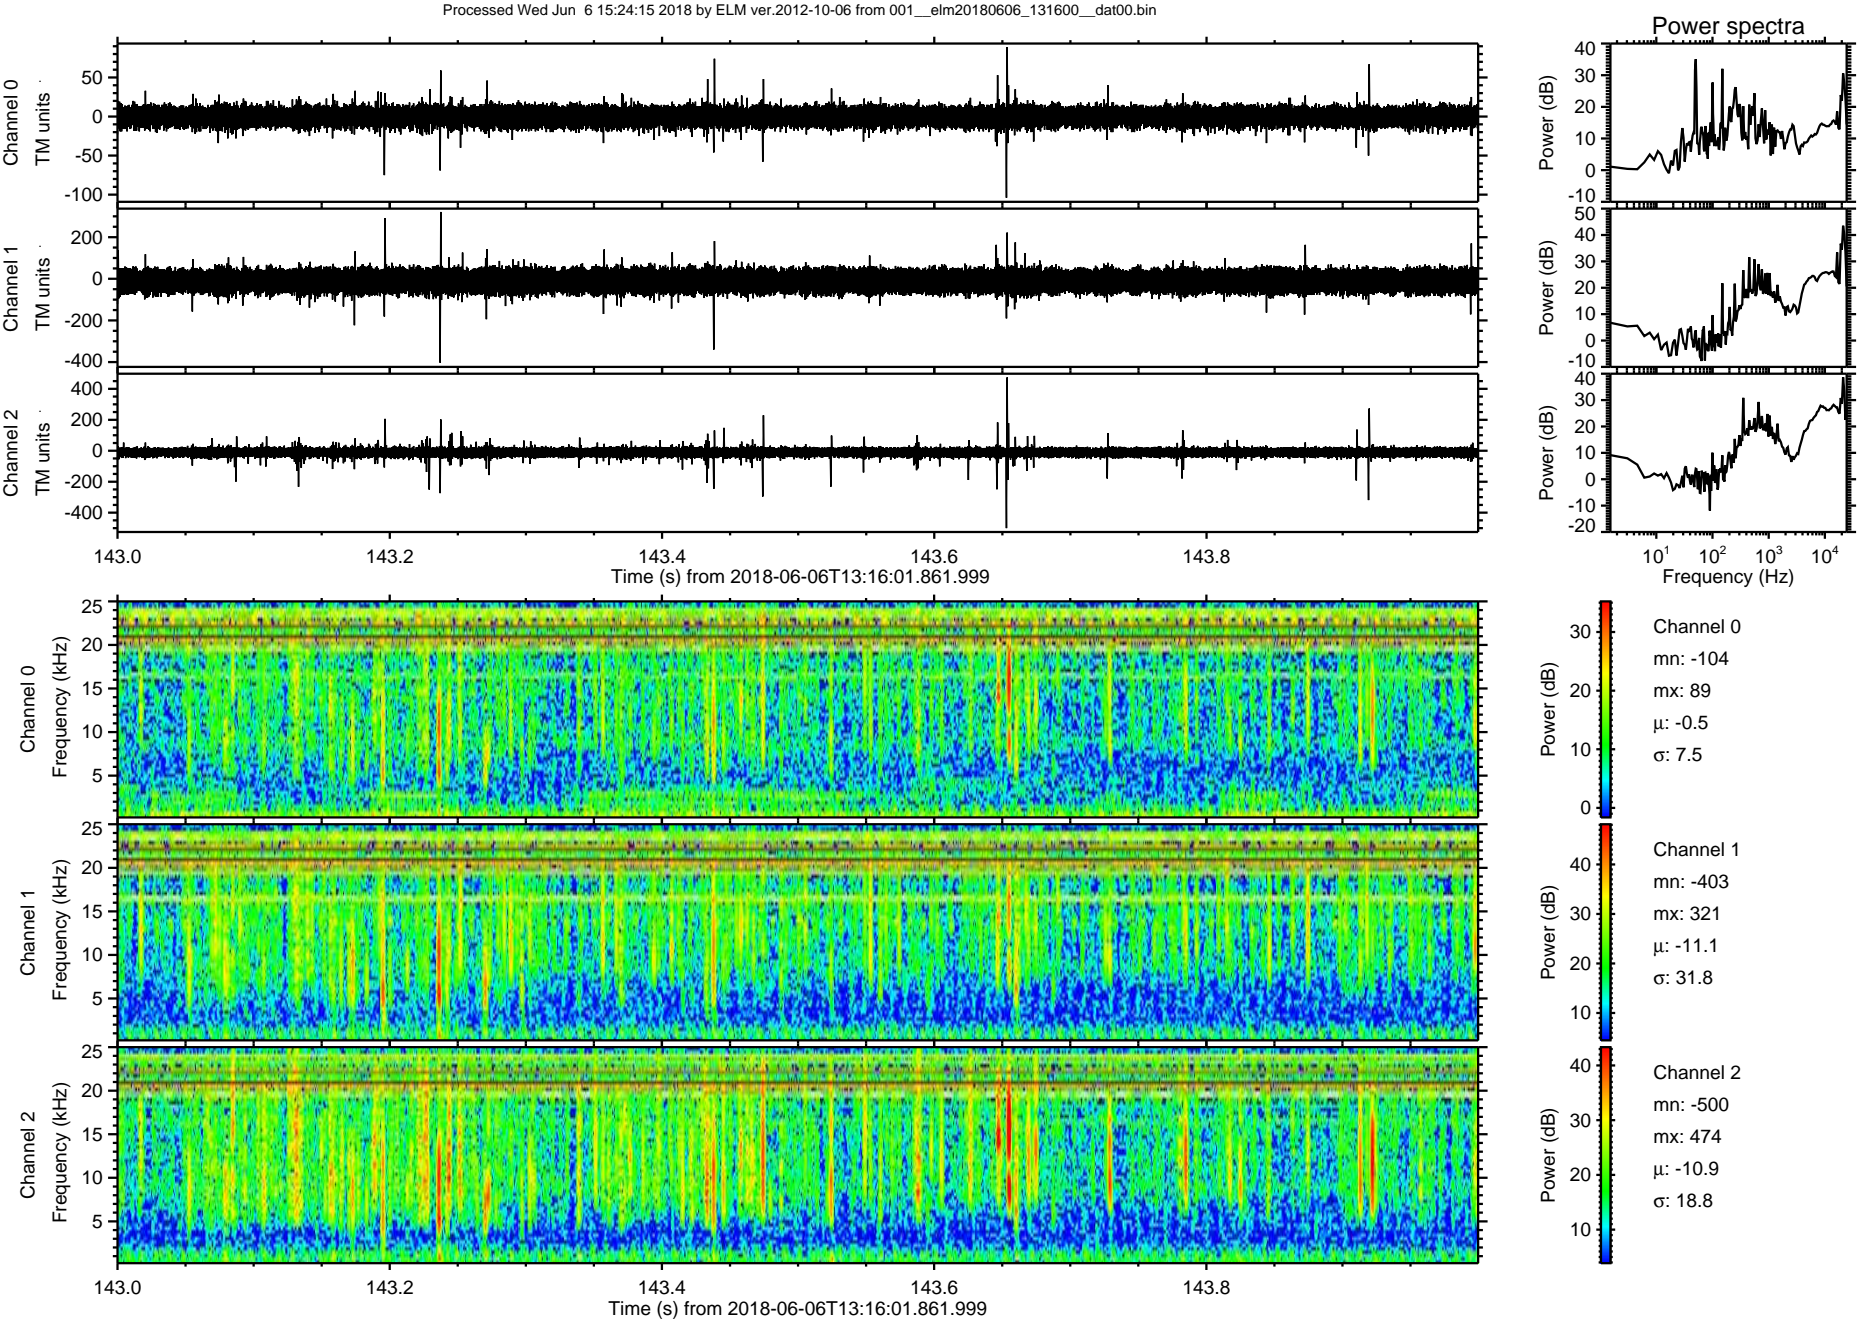 Processed Wed Jun  6 15:24:15 2018 by ELM ver.2012-10-06 from 001__elm20180606_131600__dat00.bin
Power spectra
Channel 0
TM units
50
0
-50
-100
Power (dB)
40
30
20
10
0
-10
Channel 1
TM units
200
0
-200
-400
Power (dB)
50
40
30
20
10
0
-10
Channel 2
TM units
400
200
0
-200
-400
Power (dB)
40
30
20
10
0
-10
-20
143.0 143.2 143.4 143.6 143.8
Time (s) from 2018-06-06T13:16:01.861.999
10^1 10^2 10^3 10^4
Frequency (Hz)
Channel 0
Frequency (kHz)
25
20
15
10
5
Power (dB)
30
20
10
0
Channel 0
mn: -104
mx: 89
μ: -0.5
σ: 7.5
Channel 1
Frequency (kHz)
25
20
15
10
5
Power (dB)
40
30
20
10
Channel 1
mn: -403
mx: 321
μ: -11.1
σ: 31.8
Channel 2
Frequency (kHz)
25
20
15
10
5
Power (dB)
40
30
20
10
Channel 2
mn: -500
mx: 474
μ: -10.9
σ: 18.8
143.0 143.2 143.4 143.6 143.8
Time (s) from 2018-06-06T13:16:01.861.999